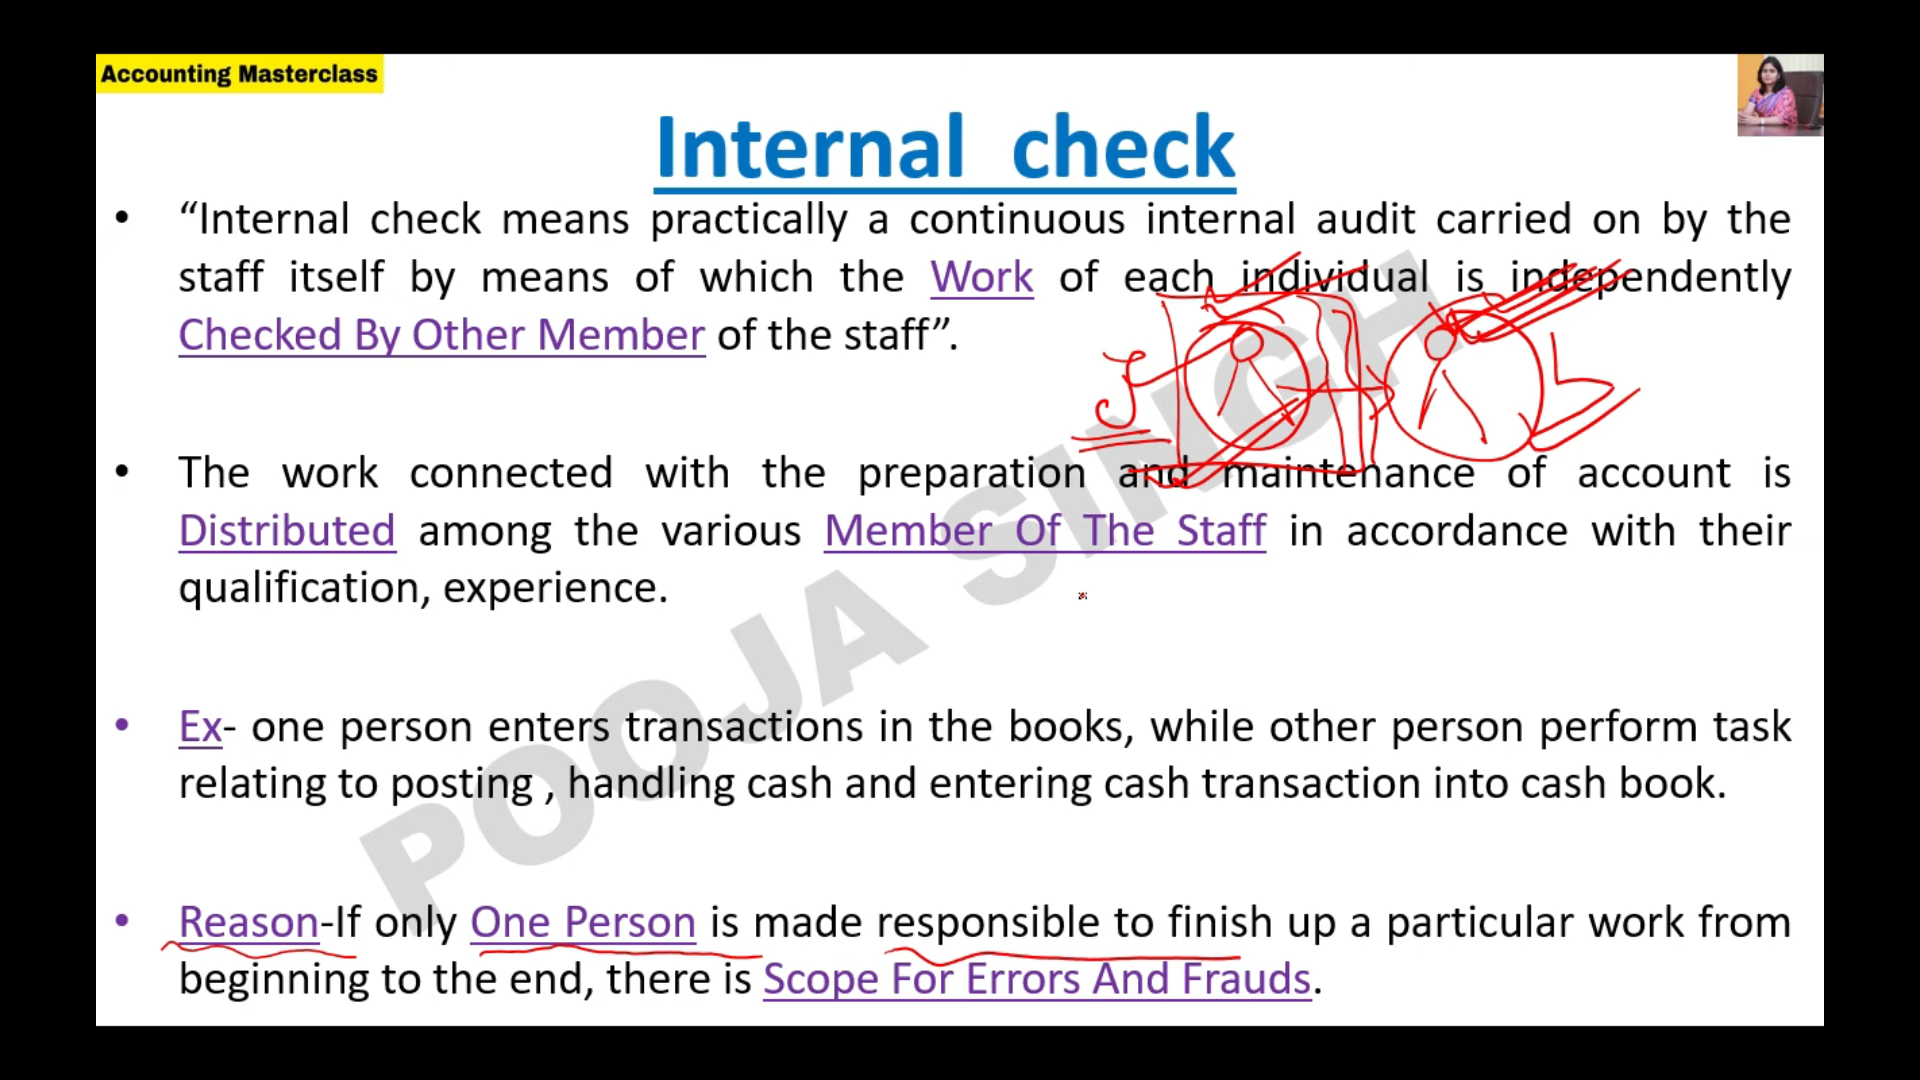 Accounting Masterclass
Internal check
• “Internal check means practically a continuous internal audit carried on by the
staff itself by means of which the Work of each individual is independently
Checked By Other Member of the staff”.
• The work connected with the preparation and maintenance of account is
Distributed among the various Member Of The Staff in accordance with their
qualification, experience.
• Ex- one person enters transactions in the books, while other person perform task
relating to posting , handling cash and entering cash transaction into cash book.
• Reason-If only One Person is made responsible to finish up a particular work from
beginning to the end, there is Scope For Errors And Frauds.
POOJA SINGH